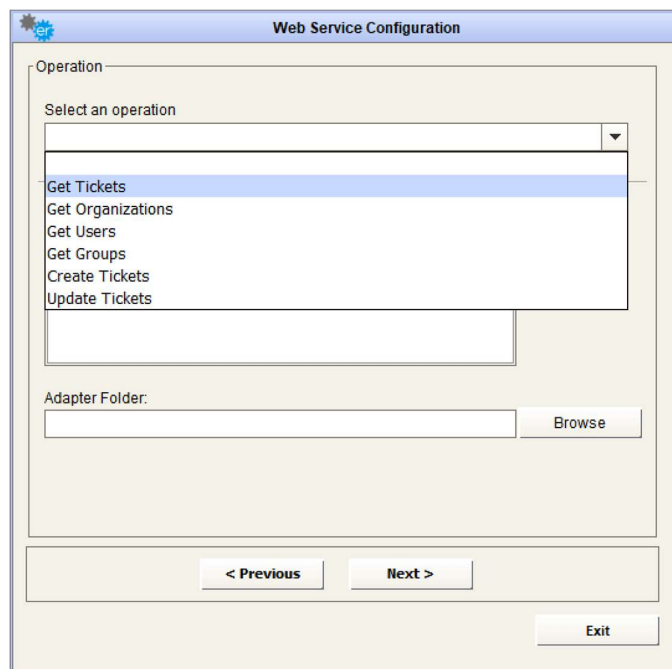 er
Web Service Configuration
Operation
Select an operation
Get Tickets
Get Organizations
Get Users
Get Groups
Create Tickets
Update Tickets
Adapter Folder:
Browse
< Previous Next >
Exit